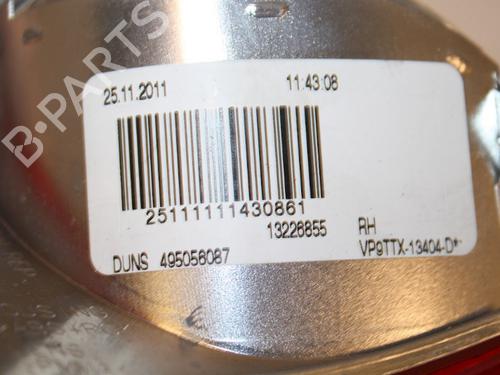 B-PARTS
25.11.2011 11:43:08
25111111430861
13226855 RH
DUNS 495056087 VP9TTX-13404-D*